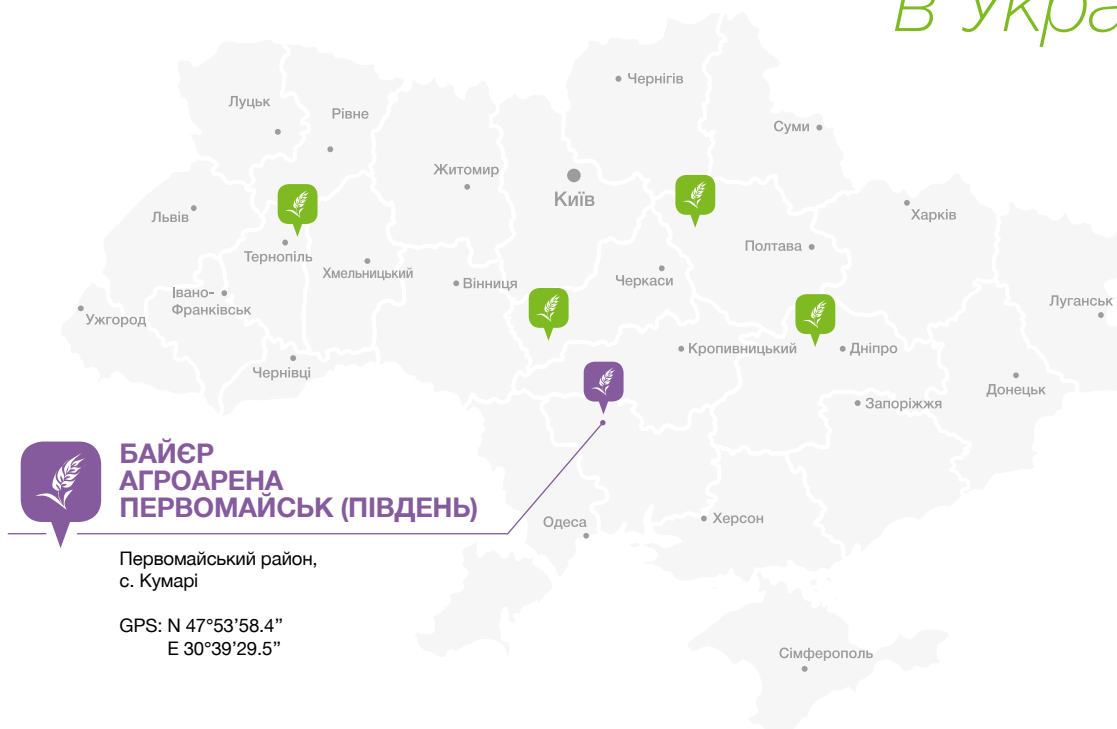 в Укра
Чернігів
Луцьк
Рівне
Суми
Житомир
Київ
Львів
Харків
Полтава
Тернопіль
Хмельницький
Вінниця
Черкаси
Івано-
Франківськ
Ужгород
Луганськ
Кропивницький
Дніпро
Чернівці
Донецьк
Запоріжжя
БАЙЄР
АГРОАРЕНА
ПЕРВОМАЙСЬК (ПІВДЕНЬ)
Одеса
Херсон
Первомайський район,
с. Кумарі
GPS: N 47°53’58.4”
E 30°39’29.5”
Сімферополь